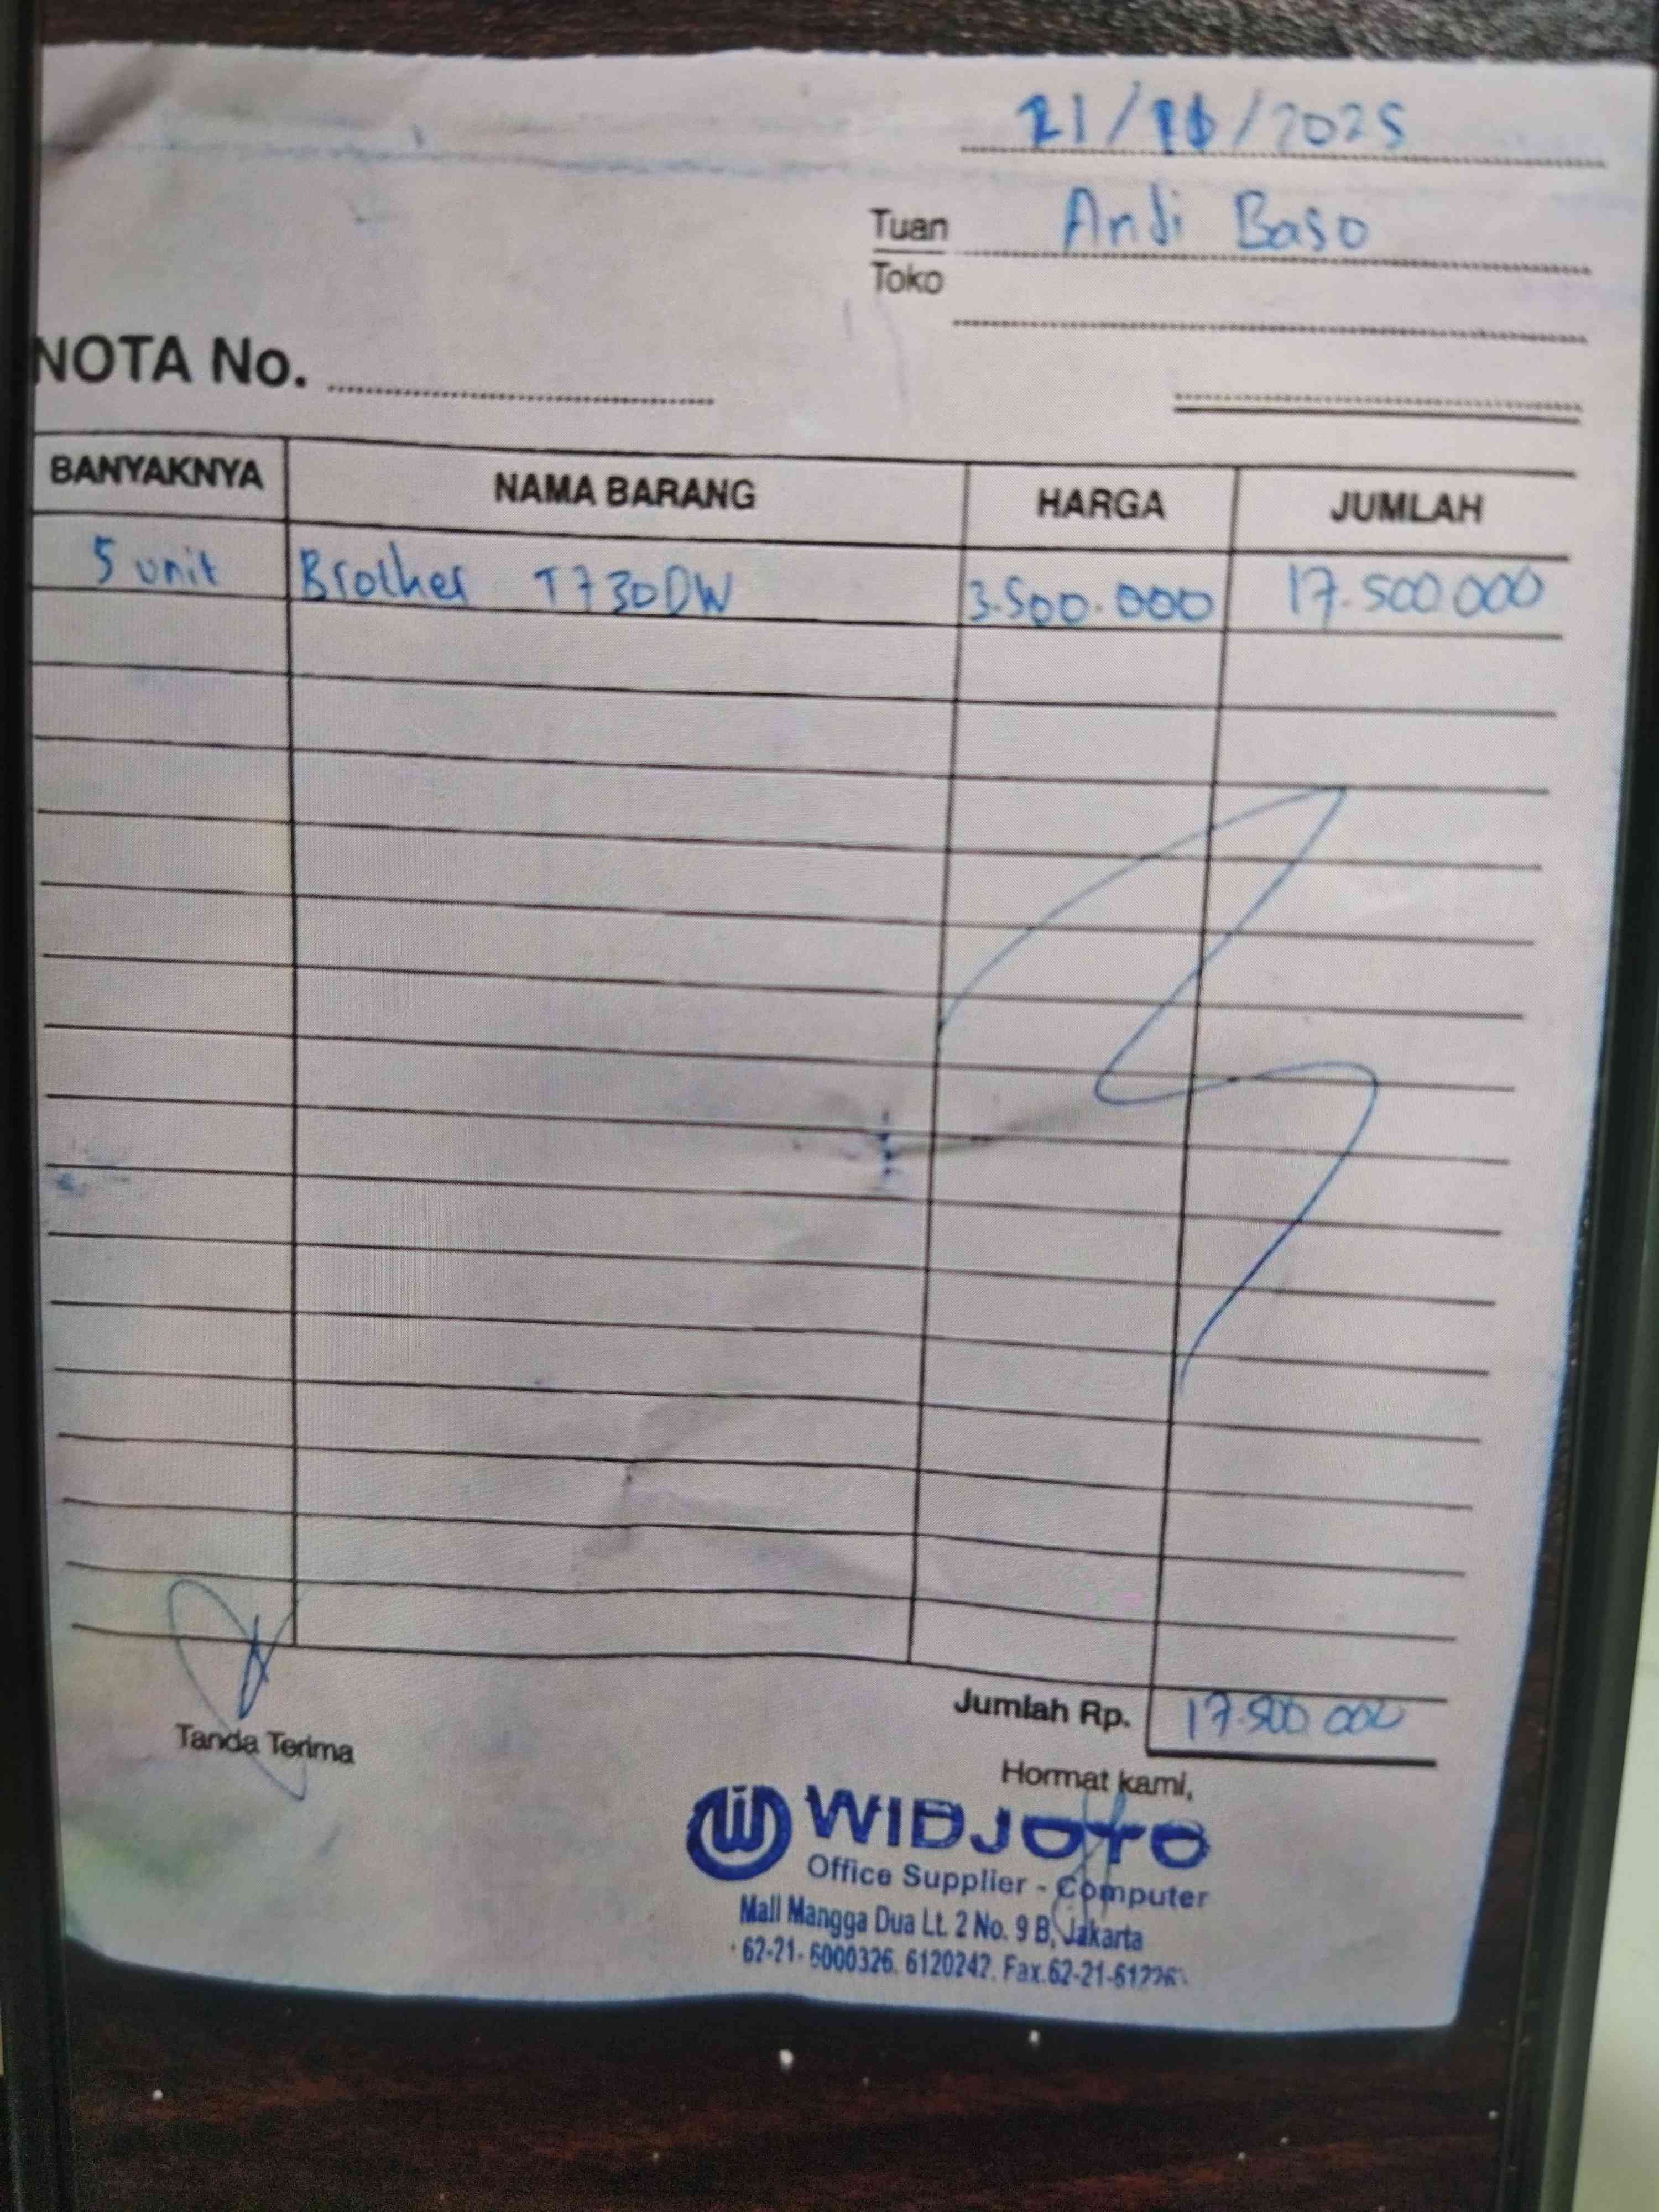 21/10/2025
Tuan Andi Baso
Toko
NOTA No.
BANYAKNYA NAMA BARANG HARGA JUMLAH
5 unit Brother T730DW 3.500.000 17.500.000
Jumlah Rp. 17.500.000
Tanda Terima
Hormat kami,
WIDJOYO
Office Supplier - Computer
Mall Mangga Dua Lt. 2 No. 9 B, Jakarta
62-21-6000326. 6120242. Fax.62-21-